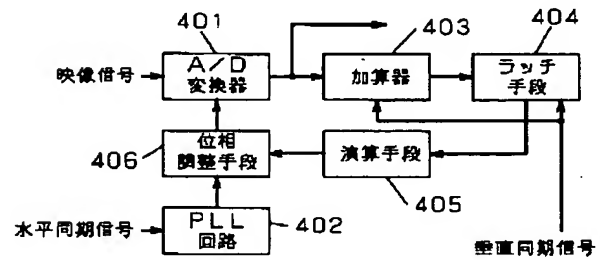 401
403
404
映像信号
A/D
変換器
加算器
ラッチ
手段
406
位相
調整手段
演算手段
405
水平同期信号
PLL
回路
402
垂直同期信号